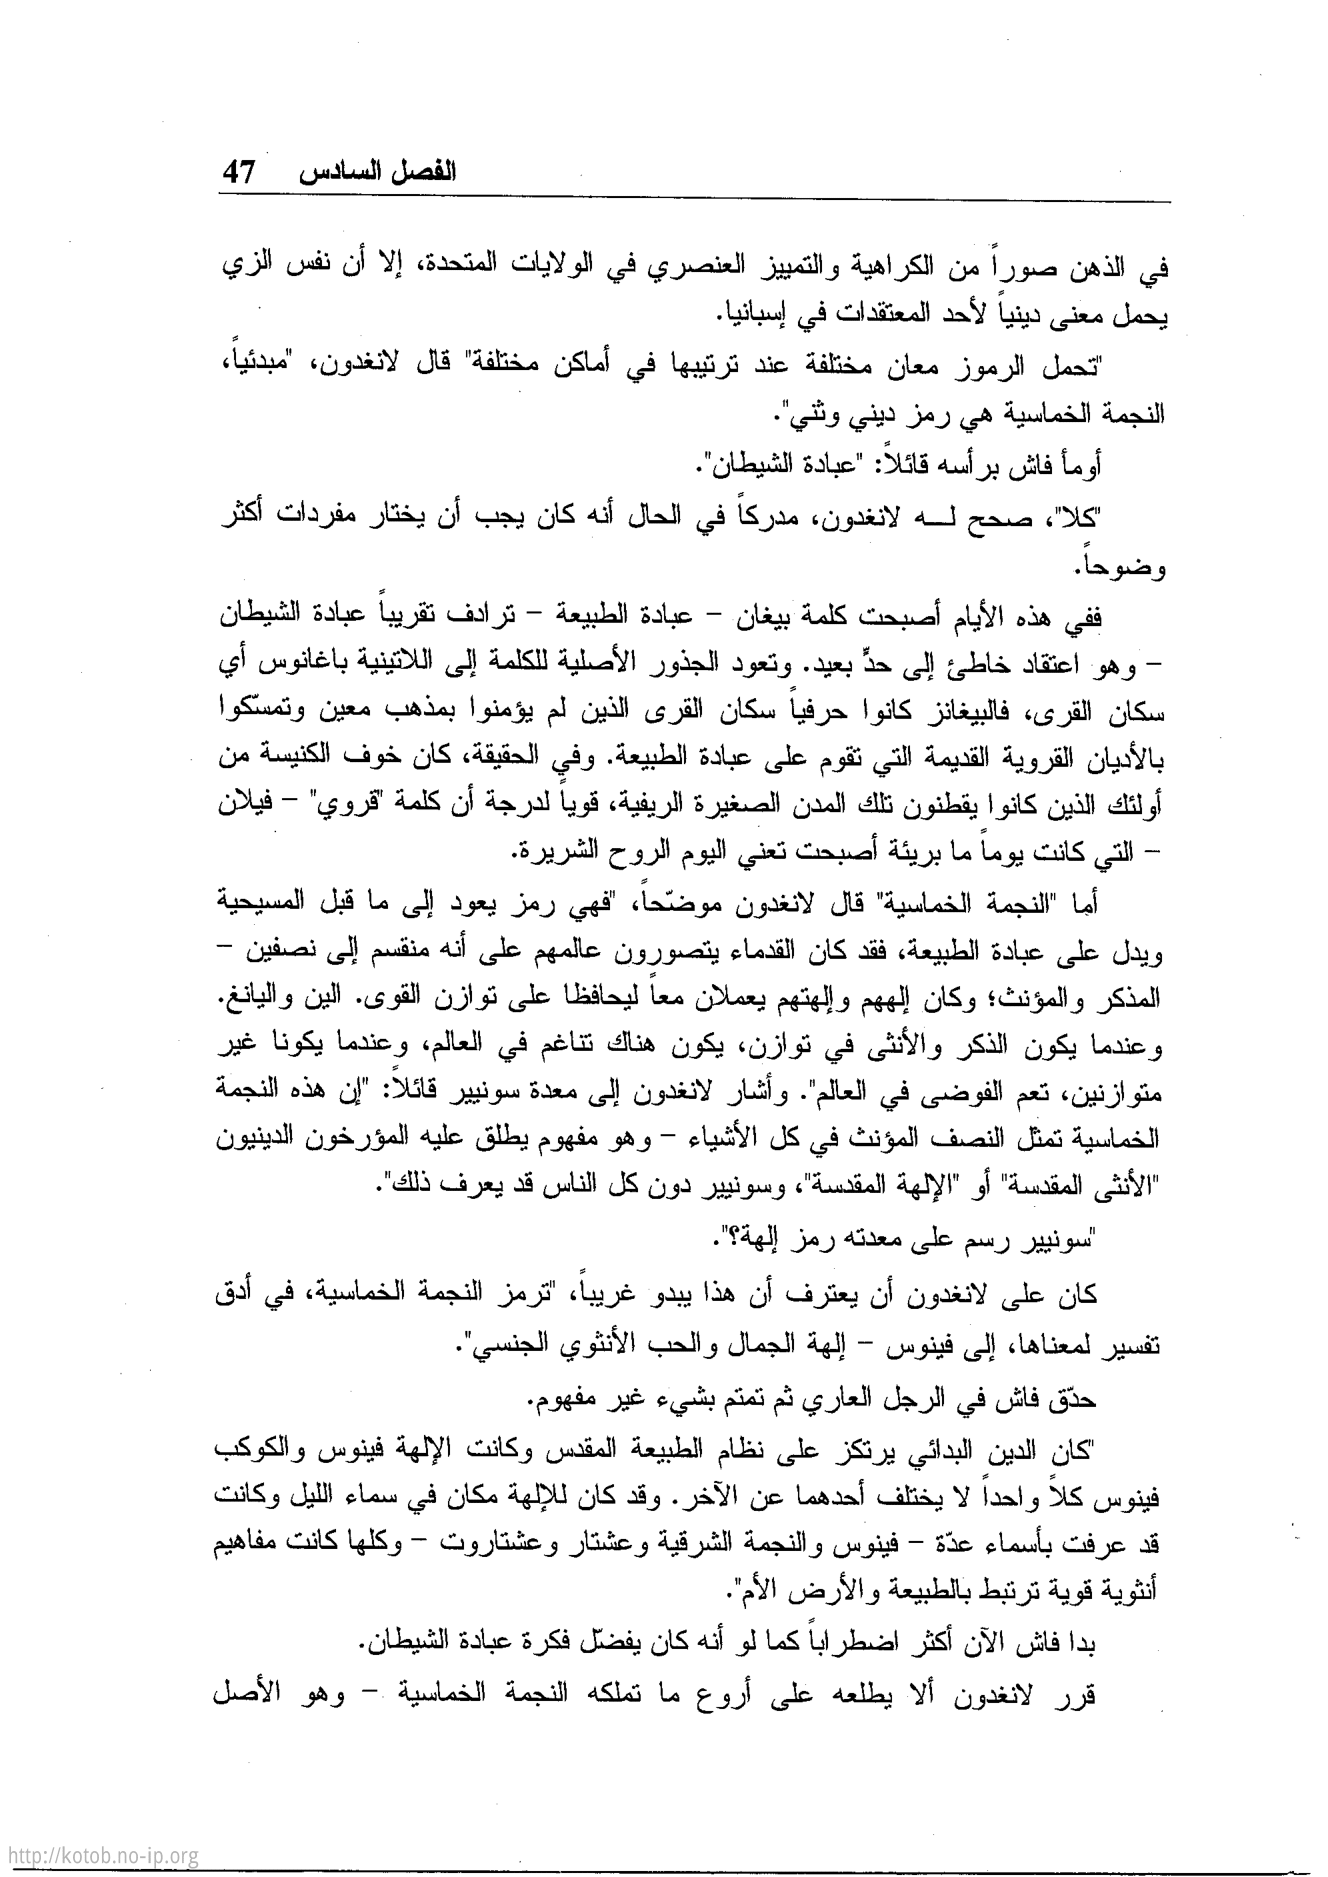 الفصل السادس 47
في الذهن صوراً من الكراهية والتمييز العنصري في الولايات المتحدة، إلا أن نفس الزي
يحمل معنى دينياً لأحد المعتقدات في إسبانيا.
"تحمل الرموز معان مختلفة عند ترتيبها في أماكن مختلفة" قال لانغدون، "مبدئياً،
النجمة الخماسية هي رمز ديني وثني".
أومأ فاش برأسه قائلاً: "عبادة الشيطان".
"كلا"، صحح لـه لانغدون، مدركاً في الحال أنه كان يجب أن يختار مفردات أكثر
وضوحاً.
ففي هذه الأيام أصبحت كلمة بيغان – عبادة الطبيعة – ترادف تقريباً عبادة الشيطان
– وهو اعتقاد خاطئ إلى حدٍّ بعيد. وتعود الجذور الأصلية للكلمة إلى اللاتينية باغانوس أي
سكان القرى، فالبيغانز كانوا حرفياً سكان القرى الذين لم يؤمنوا بمذهب معين وتمسّكوا
بالأديان القروية القديمة التي تقوم على عبادة الطبيعة. وفي الحقيقة، كان خوف الكنيسة من
أولئك الذين كانوا يقطنون تلك المدن الصغيرة الريفية، قوياً لدرجة أن كلمة "قروي" – فيلان
– التي كانت يوماً ما بريئة أصبحت تعني اليوم الروح الشريرة.
أما "النجمة الخماسية" قال لانغدون موضّحاً، "فهي رمز يعود إلى ما قبل المسيحية
ويدل على عبادة الطبيعة، فقد كان القدماء يتصورون عالمهم على أنه منقسم إلى نصفين –
المذكر والمؤنث؛ وكان إلههم وإلهتهم يعملان معاً ليحافظا على توازن القوى. الين واليانغ.
وعندما يكون الذكر والأنثى في توازن، يكون هناك تناغم في العالم، وعندما يكونا غير
متوازنين، تعم الفوضى في العالم". وأشار لانغدون إلى معدة سونيير قائلاً: "إن هذه النجمة
الخماسية تمثل النصف المؤنث في كل الأشياء – وهو مفهوم يطلق عليه المؤرخون الدينيون
"الأنثى المقدسة" أو "الإلهة المقدسة"، وسونيير دون كل الناس قد يعرف ذلك".
"سونيير رسم على معدته رمز إلهة؟".
كان على لانغدون أن يعترف أن هذا يبدو غريباً، "ترمز النجمة الخماسية، في أدق
تفسير لمعناها، إلى فينوس – إلهة الجمال والحب الأنثوي الجنسي".
حدّق فاش في الرجل العاري ثم تمتم بشيء غير مفهوم.
"كان الدين البدائي يرتكز على نظام الطبيعة المقدس وكانت الإلهة فينوس والكوكب
فينوس كلاً واحداً لا يختلف أحدهما عن الآخر. وقد كان للإلهة مكان في سماء الليل وكانت
قد عرفت بأسماء عدّة – فينوس والنجمة الشرقية وعشتار وعشتاروت – وكلها كانت مفاهيم
أنثوية قوية ترتبط بالطبيعة والأرض الأم".
بدا فاش الآن أكثر اضطراباً كما لو أنه كان يفضّل فكرة عبادة الشيطان.
قرر لانغدون ألا يطلعه على أروع ما تملكه النجمة الخماسية – وهو الأصل
http://kotob.no-ip.org